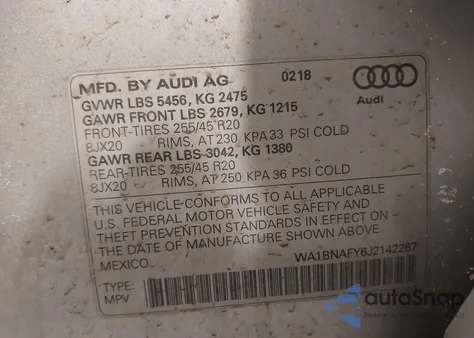 MFD. BY AUDI AG 0218
GVWR LBS 5456, KG 2475
GAWR FRONT LBS 2679, KG 1215
FRONT-TIRES 255/45 R20
8JX20 RIMS, AT 230 KPA 33 PSI COLD
GAWR REAR LBS 3042, KG 1380
REAR-TIRES 255/45 R20
8JX20 RIMS, AT 250 KPA 36 PSI COLD
Audi
THIS VEHICLE CONFORMS TO ALL APPLICABLE
U.S. FEDERAL MOTOR VEHICLE SAFETY AND
THEFT PREVENTION STANDARDS IN EFFECT ON
THE DATE OF MANUFACTURE SHOWN ABOVE.
MEXICO. WA1BNAFY6J2142267
TYPE:
MPV
autoSnap